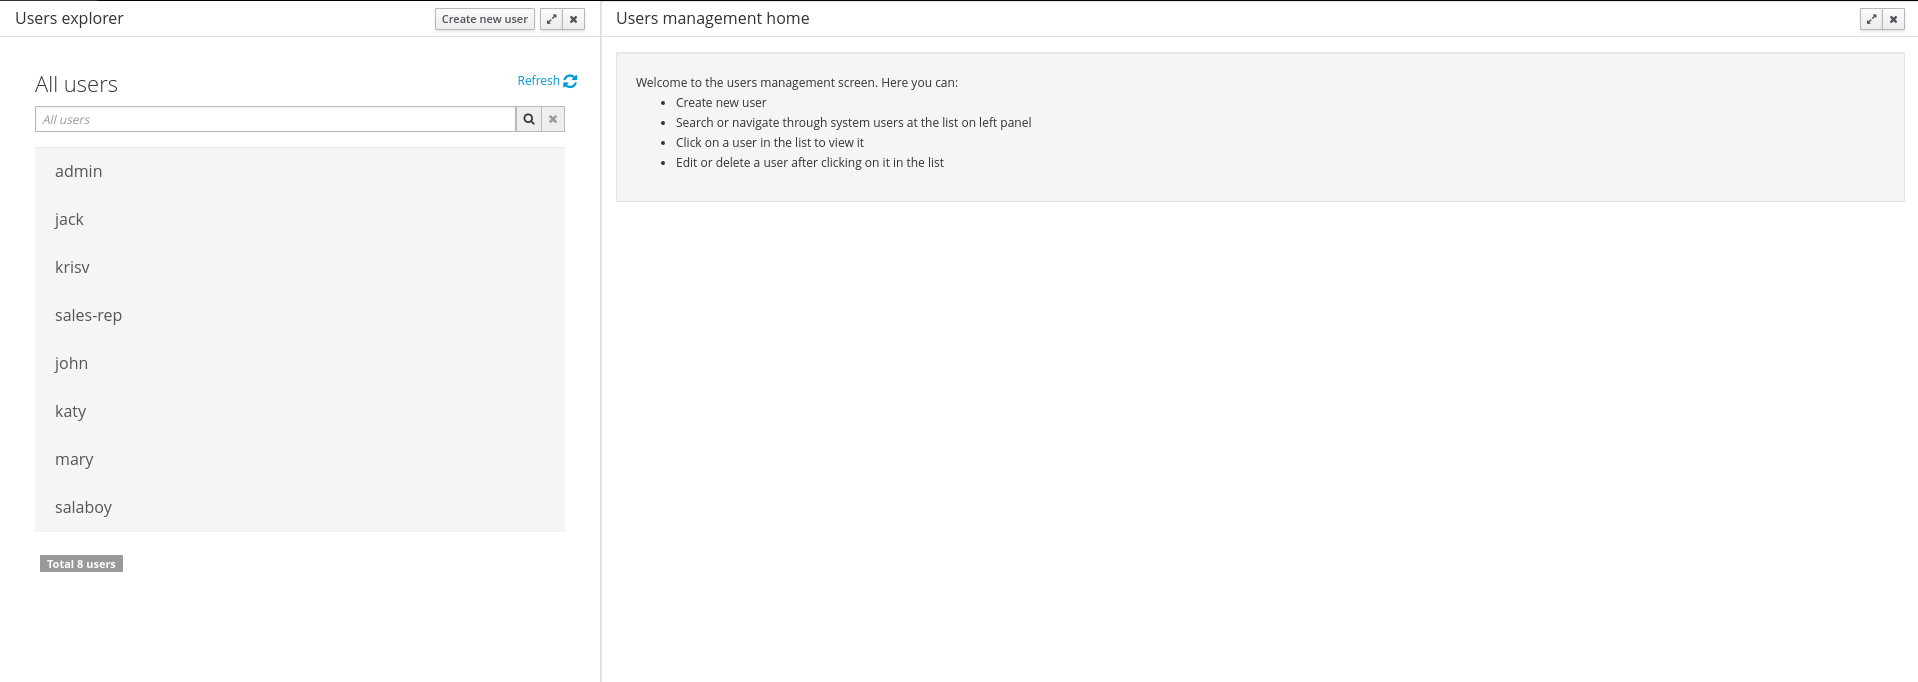 Users explorer
Create new user
All users
Refresh
All users
admin
jack
krisv
sales-rep
john
katy
mary
salaboy
Total 8 users
Users management home
Welcome to the users management screen. Here you can:
Create new user
Search or navigate through system users at the list on left panel
Click on a user in the list to view it
Edit or delete a user after clicking on it in the list